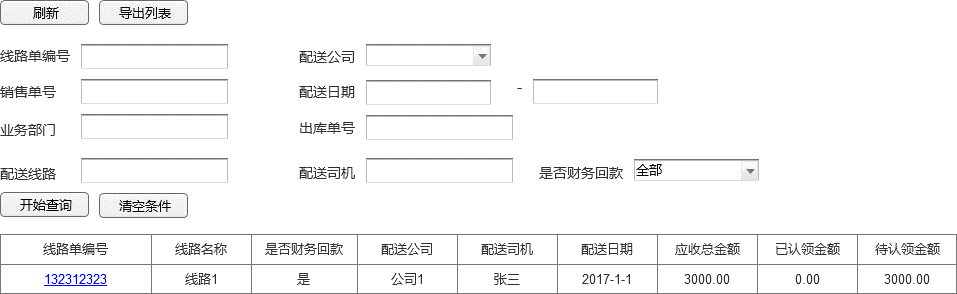 刷新 导出列表
线路单编号 配送公司
销售单号 配送日期 -
业务部门 出库单号
配送线路 配送司机 是否财务回款 全部
开始查询 清空条件
线路单编号 线路名称 是否财务回款 配送公司 配送司机 配送日期 应收总金额 已认领金额 待认领金额
132312323 线路1 是 公司1 张三 2017-1-1 3000.00 0.00 3000.00